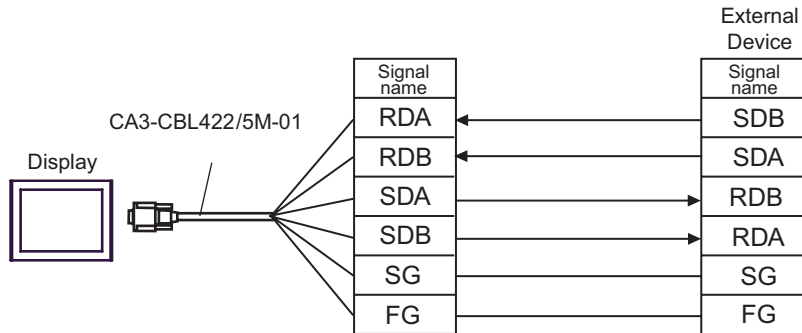 External
Device
Signal
name
Signal
name
CA3-CBL422/5M-01
RDA
SDB
Display
RDB
SDA
SDA
RDB
SDB
RDA
SG
SG
FG
FG